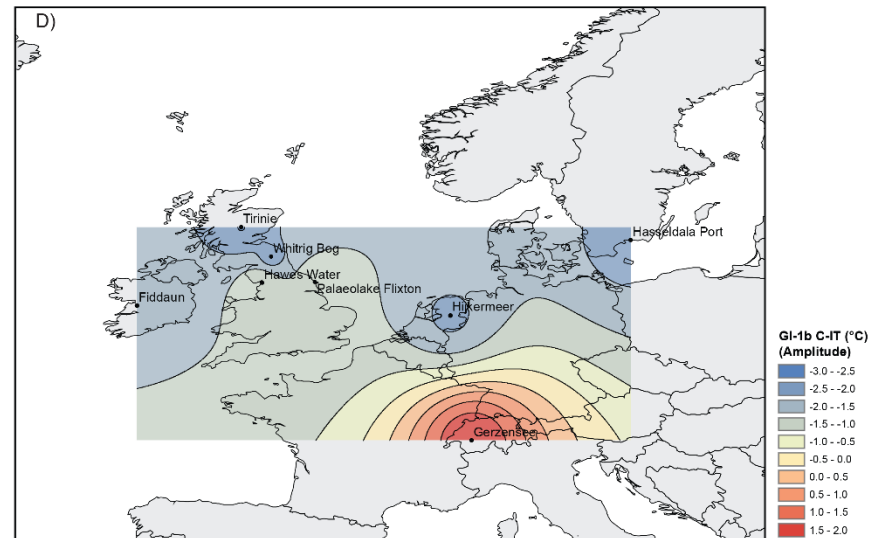 D)
Tirinie
Hasseldala Port
Whitrig Bog
Hawes Water
Palaeolake Flixton
Fiddaun
Hijkermeer
Gerzensee
GI-1b C-IT (°C)
(Amplitude)
-3.0 - -2.5
-2.5 - -2.0
-2.0 - -1.5
-1.5 - -1.0
-1.0 - -0.5
-0.5 - 0.0
0.0 - 0.5
0.5 - 1.0
1.0 - 1.5
1.5 - 2.0